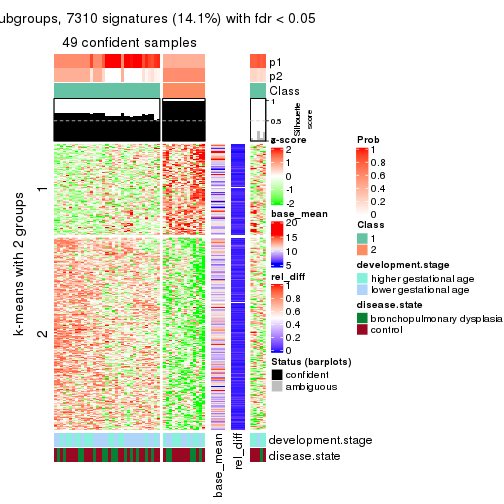 ubgroups, 7310 signatures (14.1%) with fdr < 0.05
49 confident samples
p1
p2
Class
1
0.5
0
Silhouette
score
k-means with 2 groups
1
2
z-score
2
1
0
-1
-2
base_mean
20
15
10
5
rel_diff
1
0.8
0.6
0.4
0.2
0
Status (barplots)
confident
ambiguous
Prob
1
0.8
0.6
0.4
0.2
0
Class
1
2
development.stage
higher gestational age
lower gestational age
disease.state
bronchopulmonary dysplasia
control
development.stage
disease.state
base_mean
rel_diff